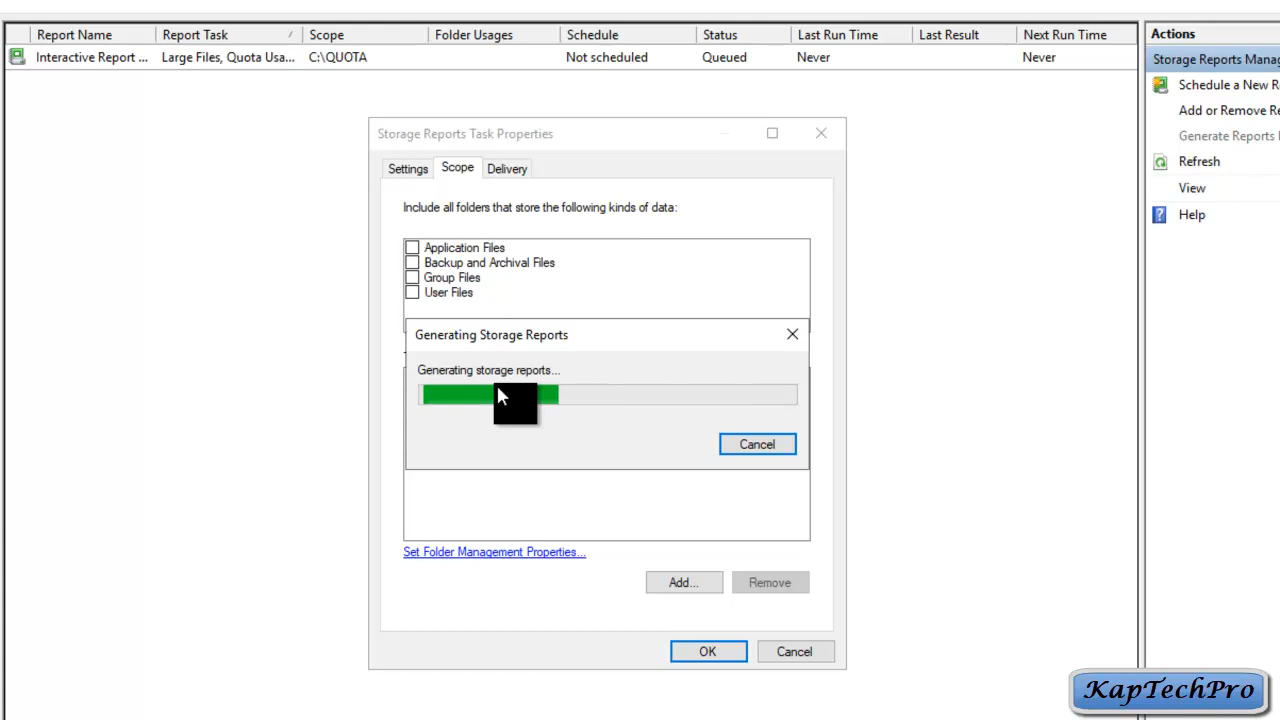 Report Name Report Task Scope Folder Usages Schedule Status Last Run Time Last Result Next Run Time
Interactive Report ... Large Files, Quota Usa... C:\QUOTA Not scheduled Queued Never Never
Actions
Storage Reports Manag
Schedule a New R
Add or Remove Re
Generate Reports
Refresh
View
Help
Storage Reports Task Properties
Settings Scope Delivery
Include all folders that store the following kinds of data:
Application Files
Backup and Archival Files
Group Files
User Files
Generating Storage Reports
Generating storage reports...
Cancel
Set Folder Management Properties...
Add... Remove
OK Cancel
KapTechPro